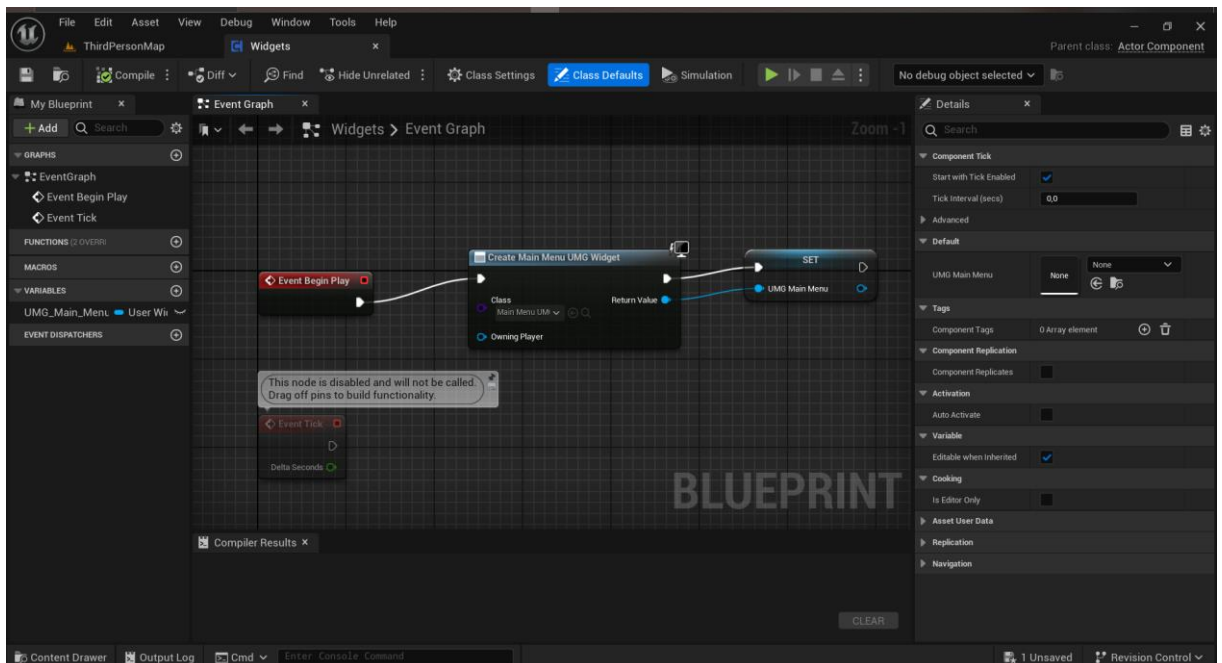 File Edit Asset View Debug Window Tools Help
ThirdPersonMap Widgets × Parent class: Actor Component
Compile Diff Find Hide Unrelated Class Settings Class Defaults Simulation No debug object selected
My Blueprint × Event Graph × Details ×
+ Add Search Widgets > Event Graph Zoom -1 Search
GRAPHS
EventGraph
Event Begin Play
Event Tick
FUNCTIONS (2 OVERRI
MACROS
VARIABLES
UMG_Main_Menu User Wi
EVENT DISPATCHERS
Event Begin Play
Create Main Menu UMG Widget
Class
Main Menu UM
Return Value
Owning Player
SET
UMG Main Menu
This node is disabled and will not be called.
Drag off pins to build functionality.
Event Tick
Delta Seconds
BLUEPRINT
Component Tick
Start with Tick Enabled
Tick Interval (secs) 0,0
Advanced
Default
UMG Main Menu None None
Tags
Component Tags 0 Array element
Component Replication
Component Replicates
Activation
Auto Activate
Variable
Editable when Inherited
Cooking
Is Editor Only
Asset User Data
Replication
Navigation
Compiler Results ×
CLEAR
Content Drawer Output Log Cmd Enter Console Command 1 Unsaved Revision Control